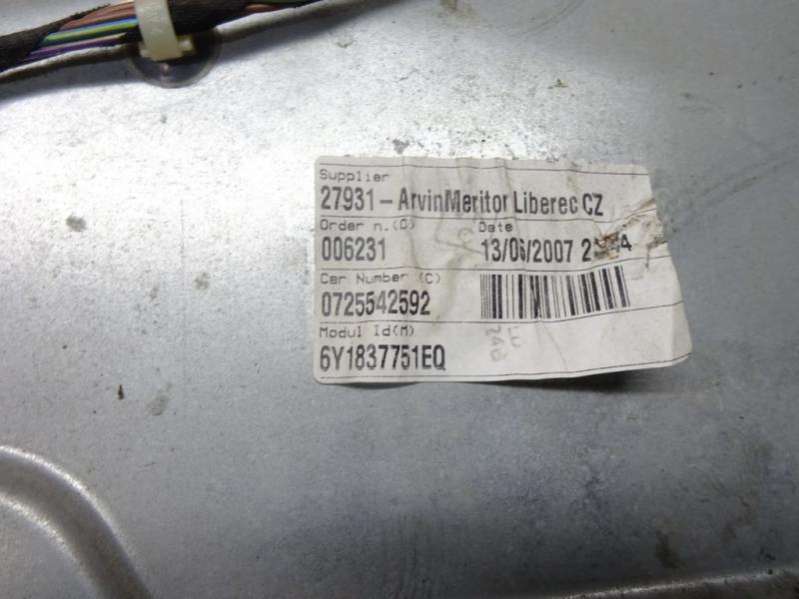 Supplier
27931-ArvinMeritor Liberec CZ
Order n.(O) Date
006231 13/06/2007
Car Number (C)
0725542592
Modul Id(M)
6Y1837751EQ